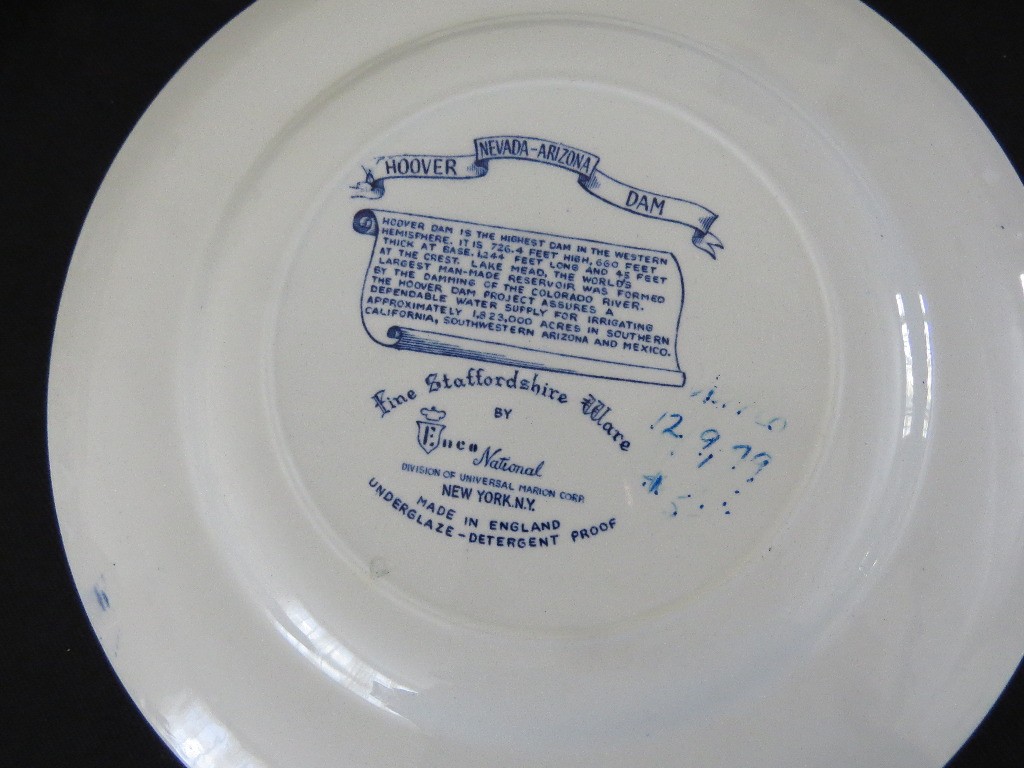 HOOVER NEVADA-ARIZONA DAM
HOOVER DAM IS THE HIGHEST DAM IN THE WESTERN
HEMISPHERE. IT IS 726.4 FEET HIGH, 660 FEET
THICK AT BASE. 1,244 FEET LONG AND 45 FEET
AT THE CREST. LAKE MEAD, THE WORLD'S
LARGEST MAN-MADE RESERVOIR WAS FORMED
BY THE DAMMING OF THE COLORADO RIVER.
THE HOOVER DAM PROJECT ASSURES A
DEPENDABLE WATER SUPPLY FOR IRRIGATING
APPROXIMATELY 1,823,000 ACRES IN SOUTHERN
CALIFORNIA, SOUTHWESTERN ARIZONA AND MEXICO.
Fine Staffordshire Ware
BY
Enco National
DIVISION OF UNIVERSAL MARION CORP.
NEW YORK.N.Y.
MADE IN ENGLAND
UNDERGLAZE-DETERGENT PROOF
12, 9, 79